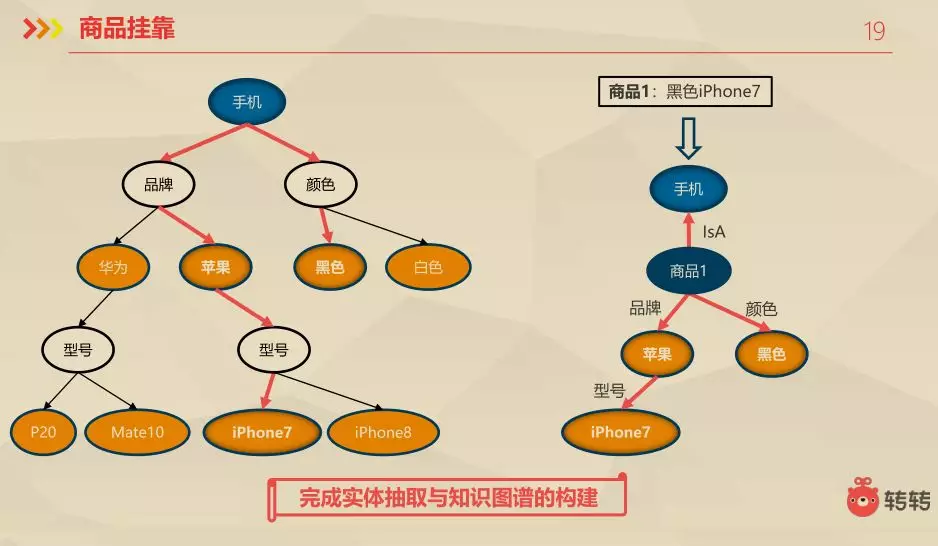 商品挂靠
19
手机
品牌
颜色
华为
苹果
黑色
白色
型号
型号
P20
Mate10
iPhone7
iPhone8
商品1：黑色iPhone7
手机
IsA
商品1
品牌
颜色
苹果
黑色
型号
iPhone7
完成实体抽取与知识图谱的构建
转转